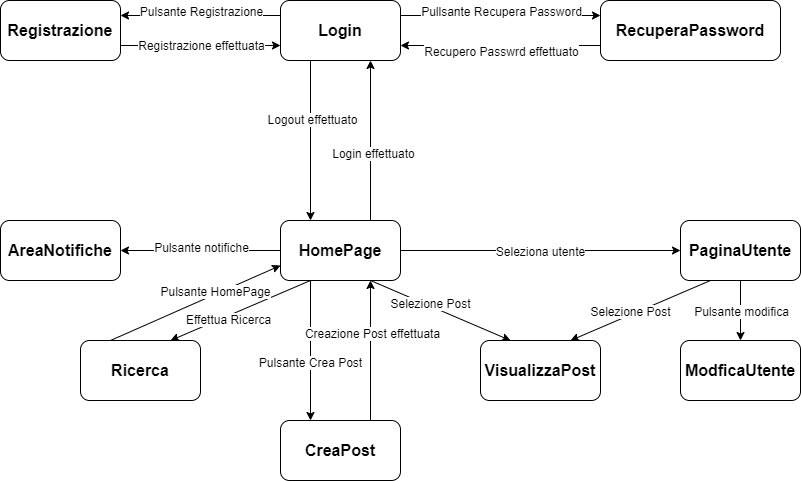 Registrazione
Pulsante Registrazione
Login
Pullsante Recupera Password
RecuperaPassword
Registrazione effettuata
Recupero Passwrd effettuato
Logout effettuato
Login effettuato
AreaNotifiche
Pulsante notifiche
HomePage
Seleziona utente
PaginaUtente
Pulsante HomePage
Selezione Post
Selezione Post
Pulsante modifica
Effettua Ricerca
Creazione Post effettuata
Pulsante Crea Post
Ricerca
VisualizzaPost
ModficaUtente
CreaPost